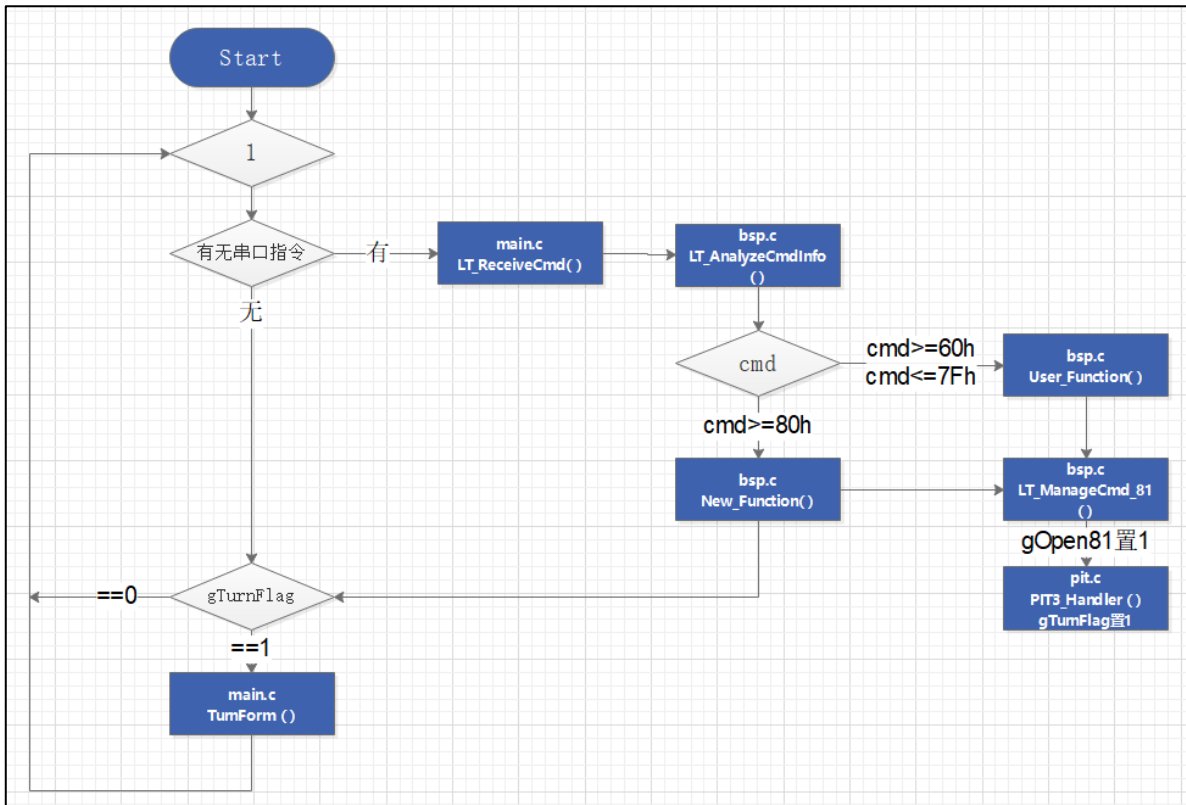 Start
1
有无串口指令
有
无
main.c
LT_ReceiveCmd()
bsp.c
LT_AnalyzeCmdInfo
()
cmd
cmd>=60h
cmd<=7Fh
bsp.c
User_Function()
cmd>=80h
bsp.c
New_Function()
bsp.c
LT_ManageCmd_81
()
gOpen81置1
pit.c
PIT3_Handler ()
gTurnFlag置1
gTurnFlag
==0
==1
main.c
TurnForm ()